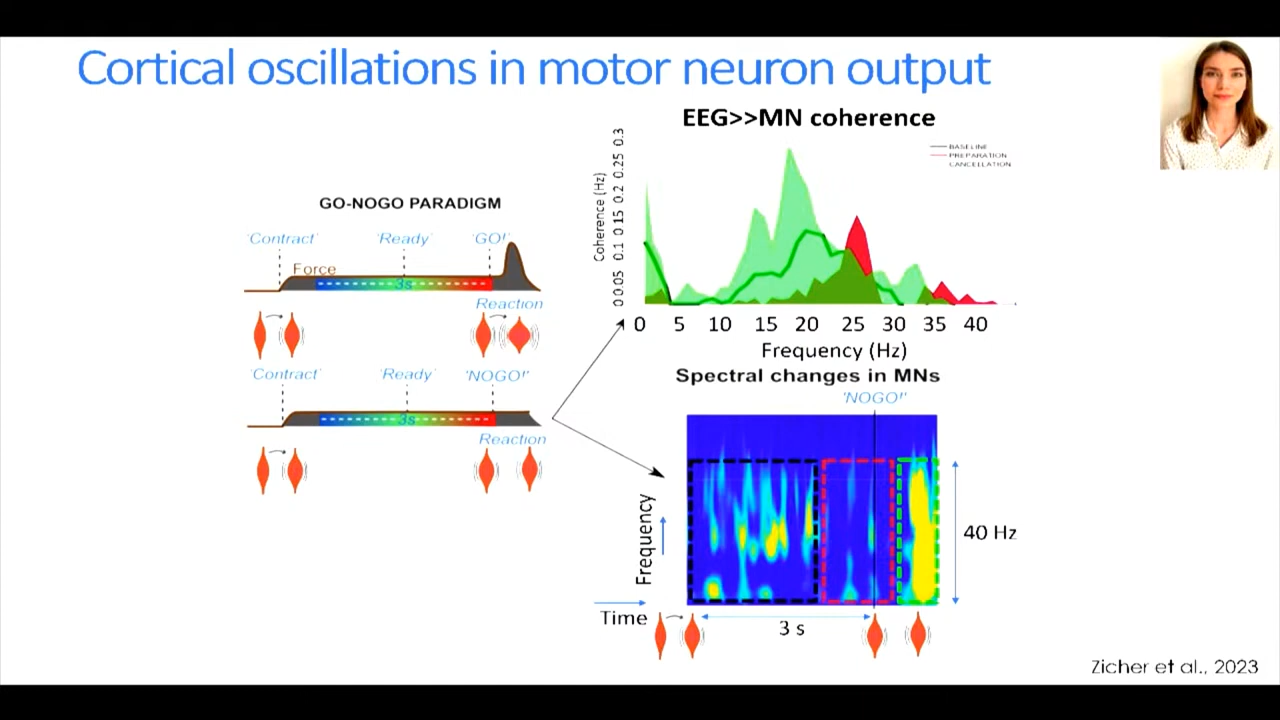 Cortical oscillations in motor neuron output
EEG>>MN coherence
BASELINE
PREPARATION
CANCELLATION
Coherence (Hz)
0 0.05 0.1 0.15 0.2 0.25 0.3
0 5 10 15 20 25 30 35 40
Frequency (Hz)
GO-NOGO PARADIGM
'Contract' 'Ready' 'GO!'
Force
3s
Reaction
'Contract' 'Ready' 'NOGO!'
3s
Reaction
Spectral changes in MNs
'NOGO!'
Frequency
40 Hz
Time
3 s
Zicher et al., 2023